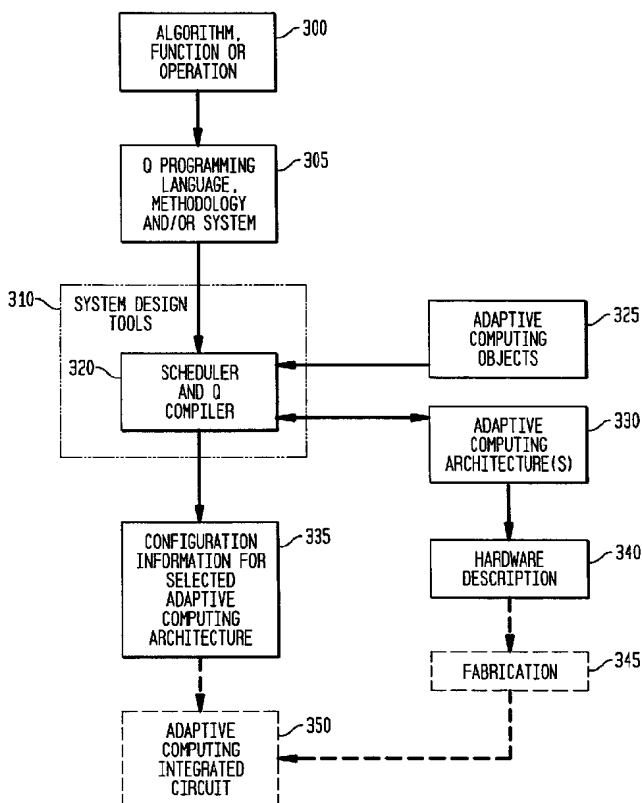 ALGORITHM,
FUNCTION OR
OPERATION
300
Q PROGRAMMING
LANGUAGE,
METHODOLOGY
AND/OR SYSTEM
305
310
SYSTEM DESIGN
TOOLS
320
SCHEDULER
AND Q
COMPILER
ADAPTIVE
COMPUTING
OBJECTS
325
ADAPTIVE
COMPUTING
ARCHITECTURE(S)
330
CONFIGURATION
INFORMATION FOR
SELECTED
ADAPTIVE
COMPUTING
ARCHITECTURE
335
HARDWARE
DESCRIPTION
340
FABRICATION
345
ADAPTIVE
COMPUTING
INTEGRATED
CIRCUIT
350